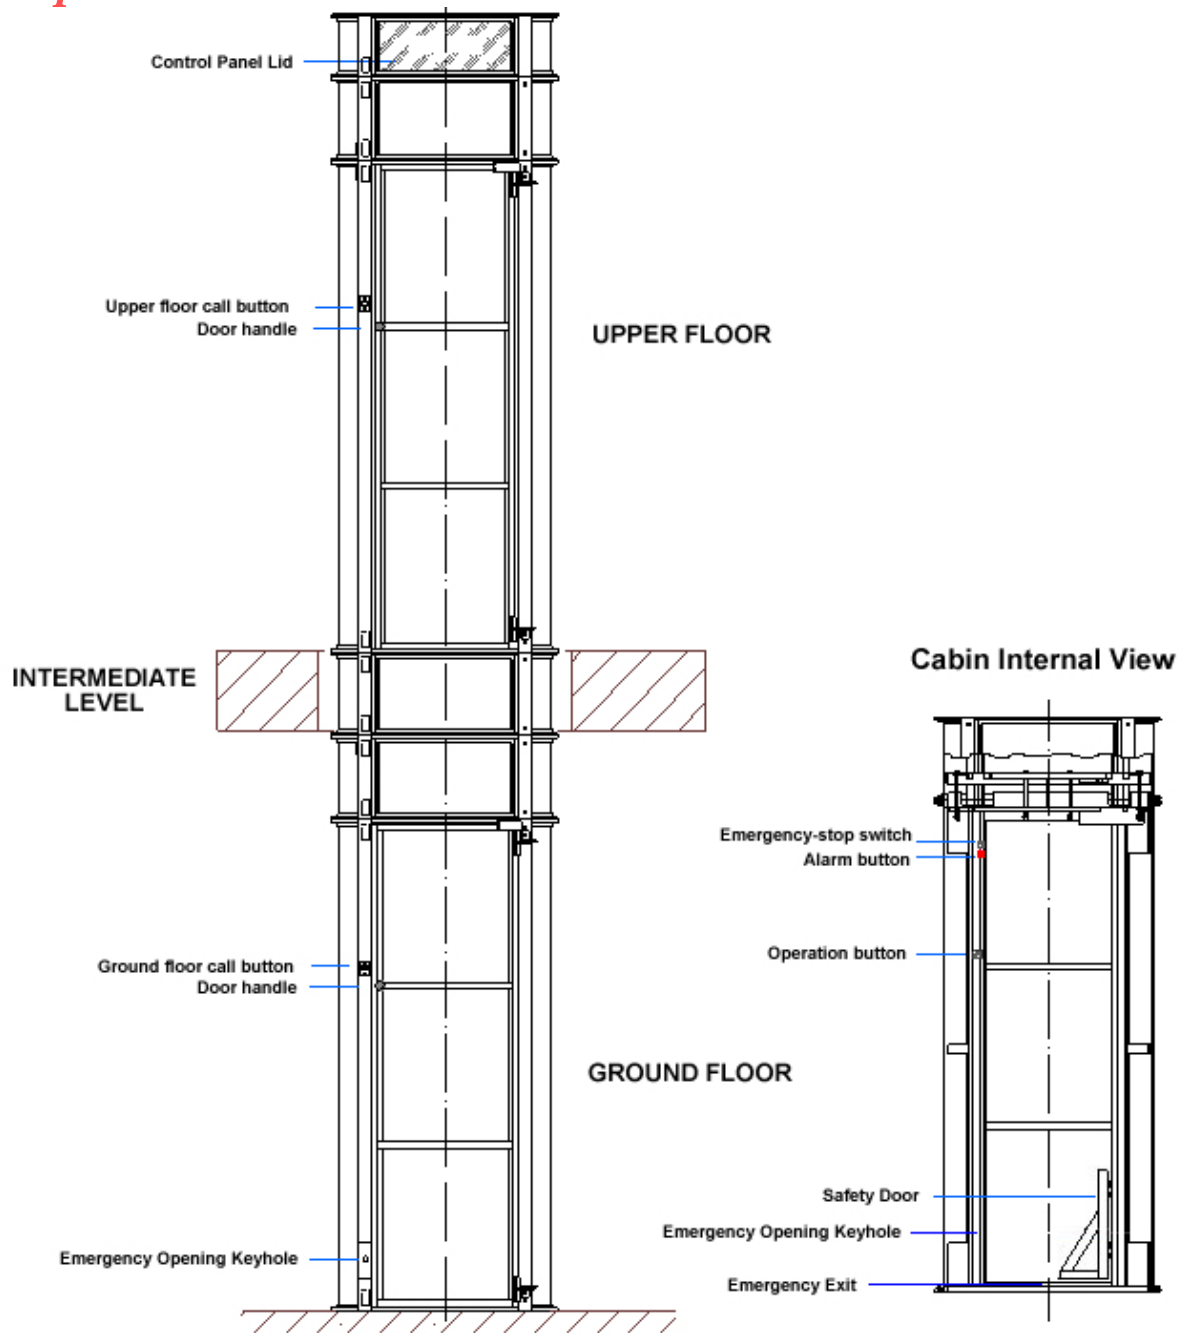 Control Panel Lid
Upper floor call button
Door handle
UPPER FLOOR
INTERMEDIATE
LEVEL
Ground floor call button
Door handle
GROUND FLOOR
Emergency Opening Keyhole
Cabin Internal View
Emergency-stop switch
Alarm button
Operation button
Safety Door
Emergency Opening Keyhole
Emergency Exit